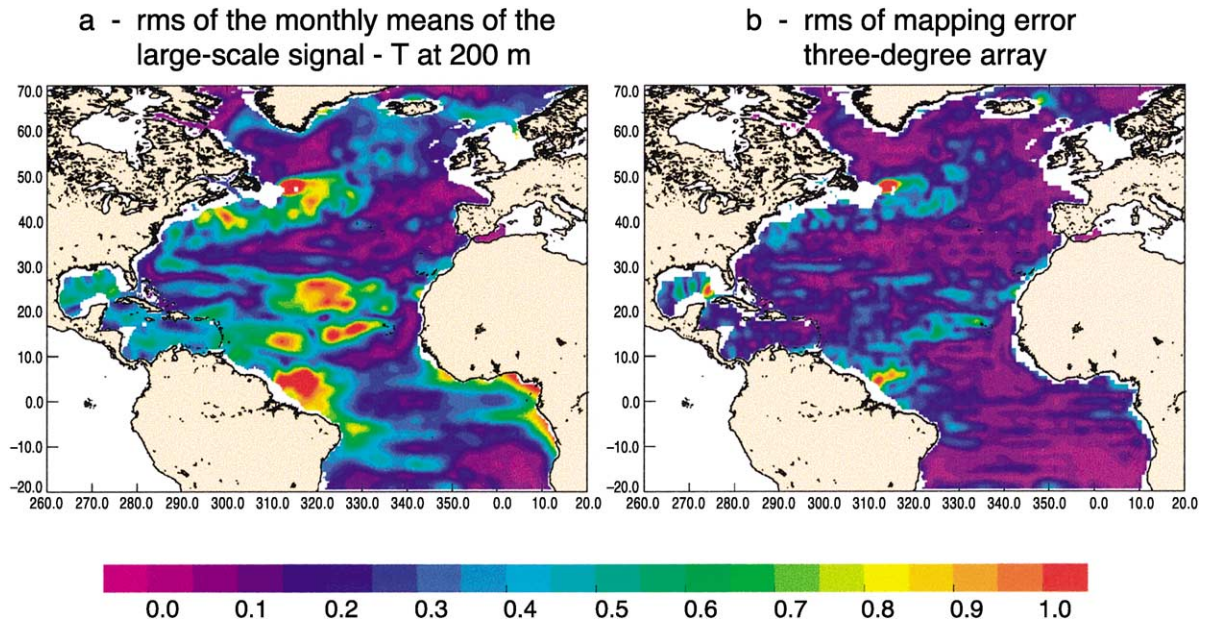 a - rms of the monthly means of the
large-scale signal - T at 200 m
b - rms of mapping error
three-degree array
70.0
60.0
50.0
40.0
30.0
20.0
10.0
0.0
-10.0
-20.0
260.0 270.0 280.0 290.0 300.0 310.0 320.0 330.0 340.0 350.0 0.0 10.0 20.0
70.0
60.0
50.0
40.0
30.0
20.0
10.0
0.0
-10.0
-20.0
260.0 270.0 280.0 290.0 300.0 310.0 320.0 330.0 340.0 350.0 0.0 10.0 20.0
0.0 0.1 0.2 0.3 0.4 0.5 0.6 0.7 0.8 0.9 1.0